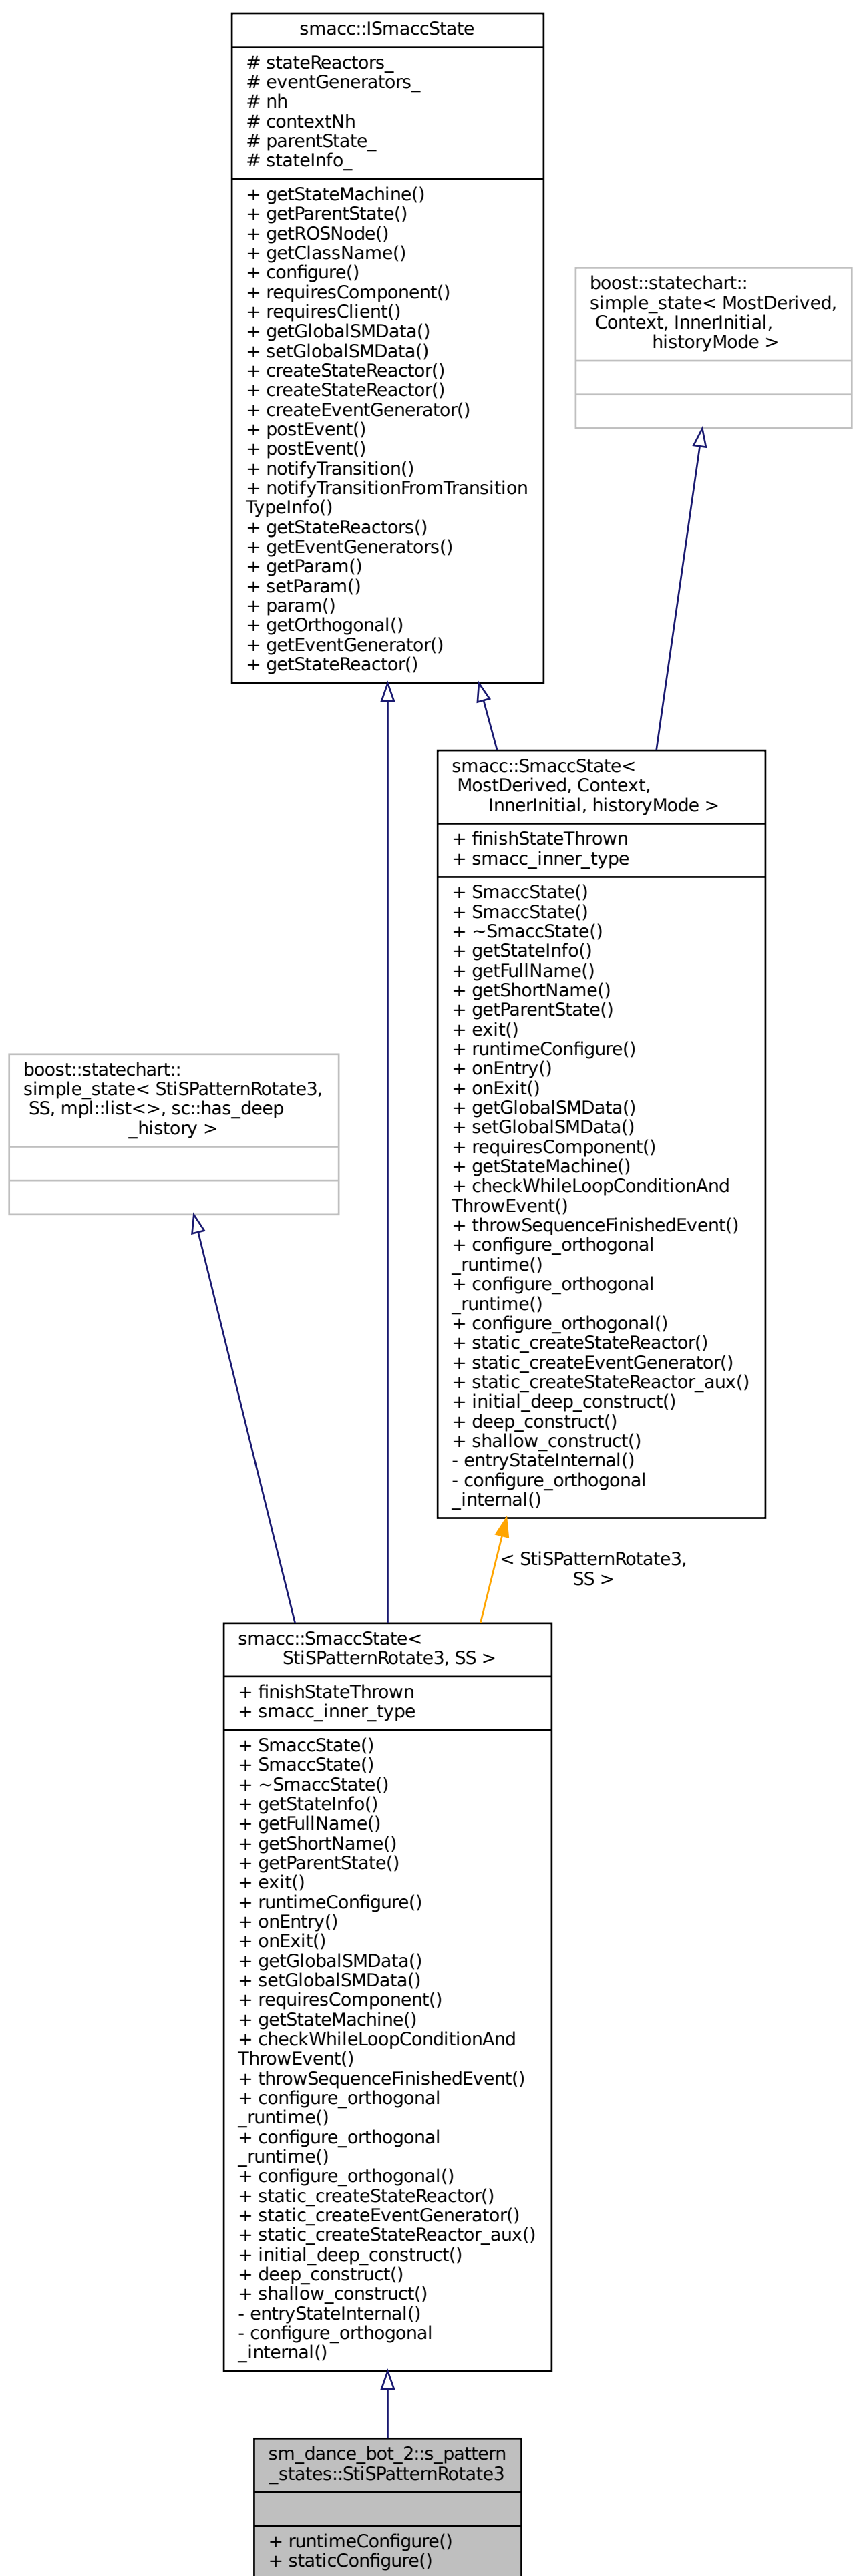 smacc::ISmaccState
# stateReactors_
# eventGenerators_
# nh
# contextNh
# parentState_
# stateInfo_
+ getStateMachine()
+ getParentState()
+ getROSNode()
+ getClassName()
+ configure()
+ requiresComponent()
+ requiresClient()
+ getGlobalSMData()
+ setGlobalSMData()
+ createStateReactor()
+ createStateReactor()
+ createEventGenerator()
+ postEvent()
+ postEvent()
+ notifyTransition()
+ notifyTransitionFromTransition
TypeInfo()
+ getStateReactors()
+ getEventGenerators()
+ getParam()
+ setParam()
+ param()
+ getOrthogonal()
+ getEventGenerator()
+ getStateReactor()
boost::statechart::
simple_state< MostDerived,
Context, InnerInitial,
historyMode >
smacc::SmaccState<
MostDerived, Context,
InnerInitial, historyMode >
+ finishStateThrown
+ smacc_inner_type
+ SmaccState()
+ SmaccState()
+ ~SmaccState()
+ getStateInfo()
+ getFullName()
+ getShortName()
+ getParentState()
+ exit()
+ runtimeConfigure()
+ onEntry()
+ onExit()
+ getGlobalSMData()
+ setGlobalSMData()
+ requiresComponent()
+ getStateMachine()
+ checkWhileLoopConditionAnd
ThrowEvent()
+ throwSequenceFinishedEvent()
+ configure_orthogonal
_runtime()
+ configure_orthogonal
_runtime()
+ configure_orthogonal()
+ static_createStateReactor()
+ static_createEventGenerator()
+ static_createStateReactor_aux()
+ initial_deep_construct()
+ deep_construct()
+ shallow_construct()
- entryStateInternal()
- configure_orthogonal
_internal()
boost::statechart::
simple_state< StiSPatternRotate3,
SS, mpl::list<>, sc::has_deep
_history >
< StiSPatternRotate3,
SS >
smacc::SmaccState<
StiSPatternRotate3, SS >
+ finishStateThrown
+ smacc_inner_type
+ SmaccState()
+ SmaccState()
+ ~SmaccState()
+ getStateInfo()
+ getFullName()
+ getShortName()
+ getParentState()
+ exit()
+ runtimeConfigure()
+ onEntry()
+ onExit()
+ getGlobalSMData()
+ setGlobalSMData()
+ requiresComponent()
+ getStateMachine()
+ checkWhileLoopConditionAnd
ThrowEvent()
+ throwSequenceFinishedEvent()
+ configure_orthogonal
_runtime()
+ configure_orthogonal
_runtime()
+ configure_orthogonal()
+ static_createStateReactor()
+ static_createEventGenerator()
+ static_createStateReactor_aux()
+ initial_deep_construct()
+ deep_construct()
+ shallow_construct()
- entryStateInternal()
- configure_orthogonal
_internal()
sm_dance_bot_2::s_pattern
_states::StiSPatternRotate3
+ runtimeConfigure()
+ staticConfigure()